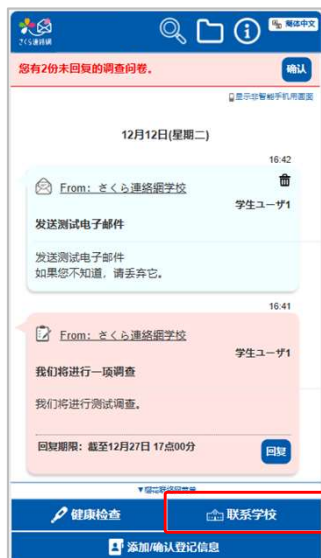 さくら連絡網
简体中文
您有2份未回复的调查问卷。
确认
显示非智能手机用画面
12月12日(星期二)
16:42
From: さくら連絡網学校
学生ユーザ1
发送测试电子邮件
发送测试电子邮件
如果您不知道，请丢弃它。
16:41
From: さくら連絡網学校
学生ユーザ1
我们将进行一项调查
我们将进行测试调查。
回复期限：截至12月27日 17点00分
回复
健康检查
联系学校
添加/确认登记信息